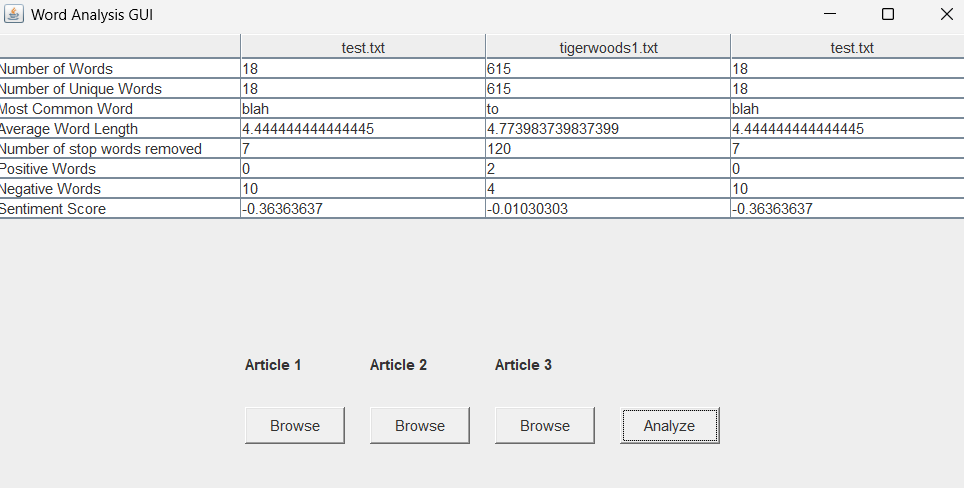 Word Analysis GUI
test.txt tigerwoods1.txt test.txt
Number of Words 18 615 18
Number of Unique Words 18 615 18
Most Common Word blah to blah
Average Word Length 4.444444444444445 4.773983739837399 4.444444444444445
Number of stop words removed 7 120 7
Positive Words 0 2 0
Negative Words 10 4 10
Sentiment Score -0.36363637 -0.01030303 -0.36363637
Article 1 Article 2 Article 3
Browse Browse Browse Analyze